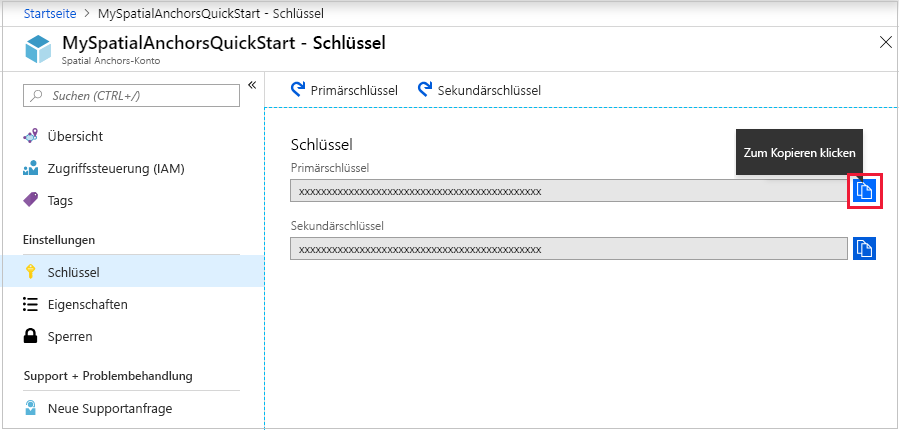 Startseite > MySpatialAnchorsQuickStart - Schlüssel
MySpatialAnchorsQuickStart - Schlüssel
Spatial Anchors-Konto
Suchen (CTRL+/)
«
Übersicht
Zugriffssteuerung (IAM)
Tags
Einstellungen
Schlüssel
Eigenschaften
Sperren
Support + Problembehandlung
Neue Supportanfrage
Primärschlüssel Sekundärschlüssel
Schlüssel
Zum Kopieren klicken
Primärschlüssel
xxxxxxxxxxxxxxxxxxxxxxxxxxxxxxxxxxxxxxxxxxxx
Sekundärschlüssel
xxxxxxxxxxxxxxxxxxxxxxxxxxxxxxxxxxxxxxxxxxxx